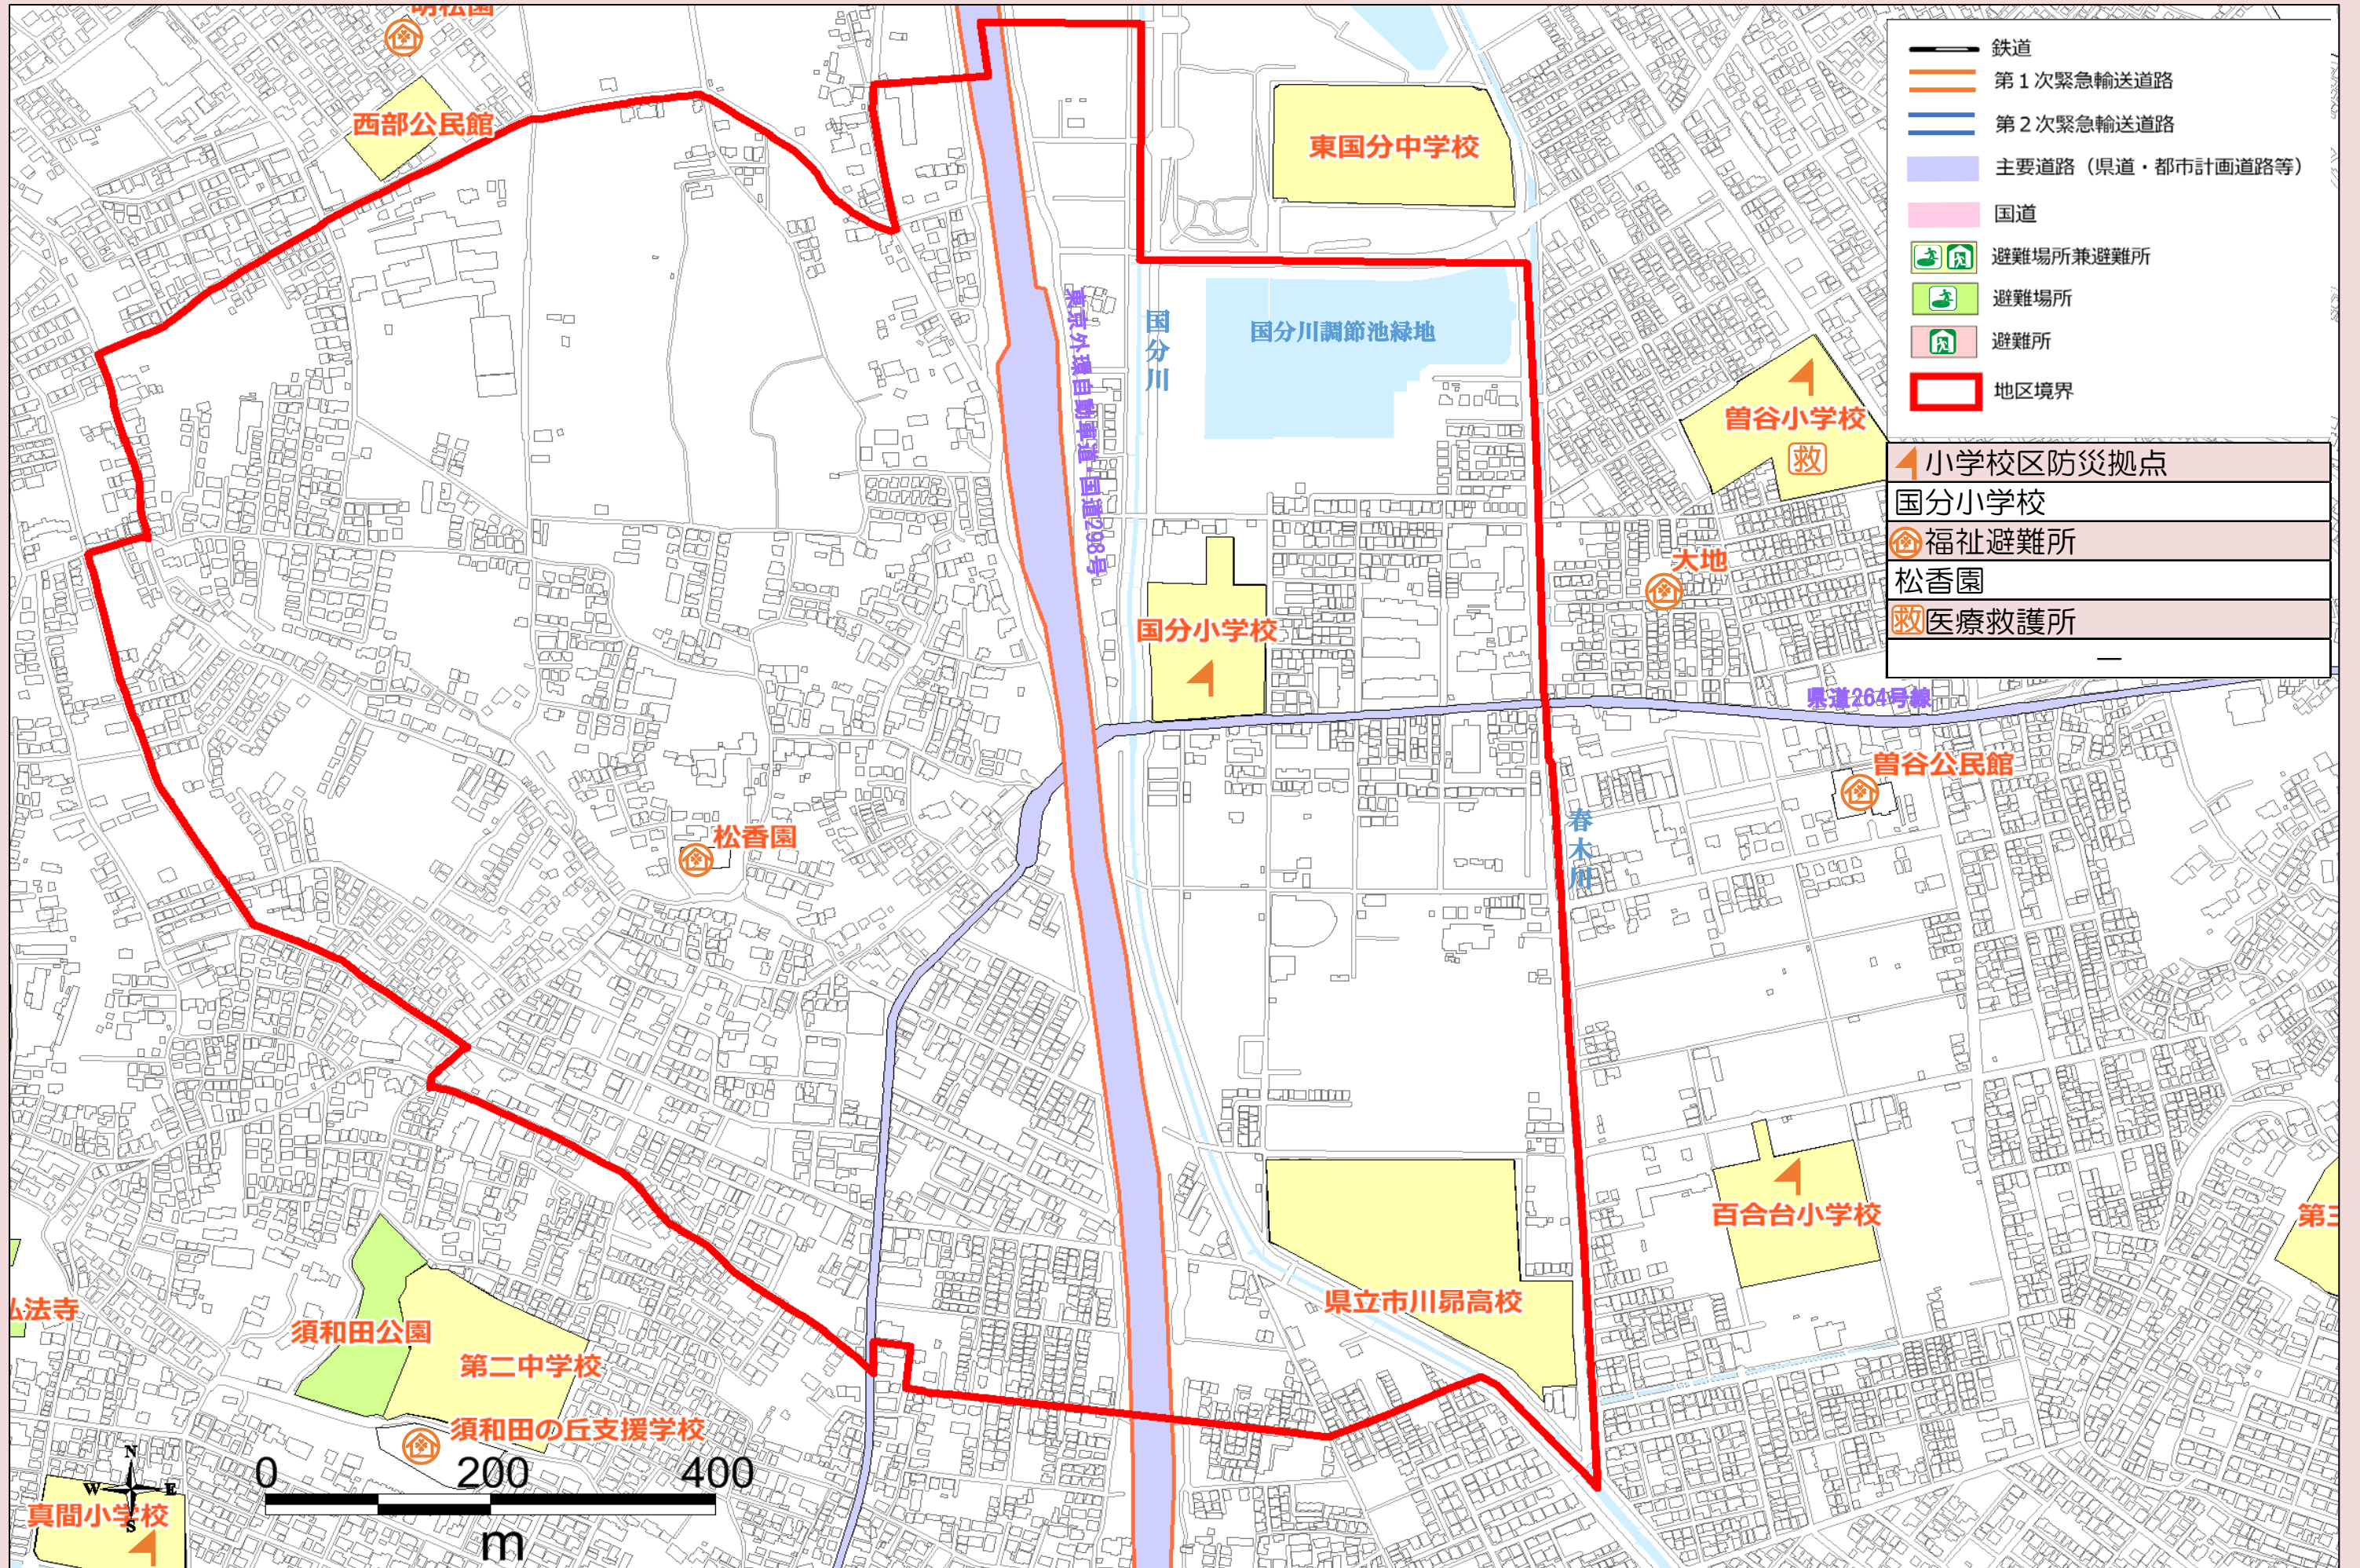 明松園
西部公民館
東国分中学校
国分川調節池緑地
国分川
東京外環自動車道・国道298号
曽谷小学校
救
大地
国分小学校
県道264号線
曽谷公民館
松香園
春木川
百合台小学校
第三
県立市川昴高校
弘法寺
須和田公園
第二中学校
須和田の丘支援学校
真間小学校
N
W E
S
0 200 400
m
鉄道
第1次緊急輸送道路
第2次緊急輸送道路
主要道路(県道・都市計画道路等)
国道
避難場所兼避難所
避難場所
避難所
地区境界
小学校区防災拠点
国分小学校
福祉避難所
松香園
救医療救護所
―